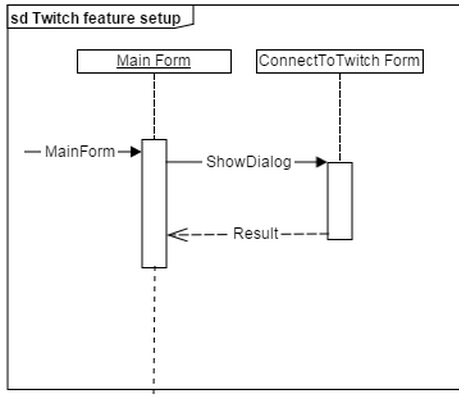 sd Twitch feature setup
Main Form
ConnectToTwitch Form
MainForm
ShowDialog
Result